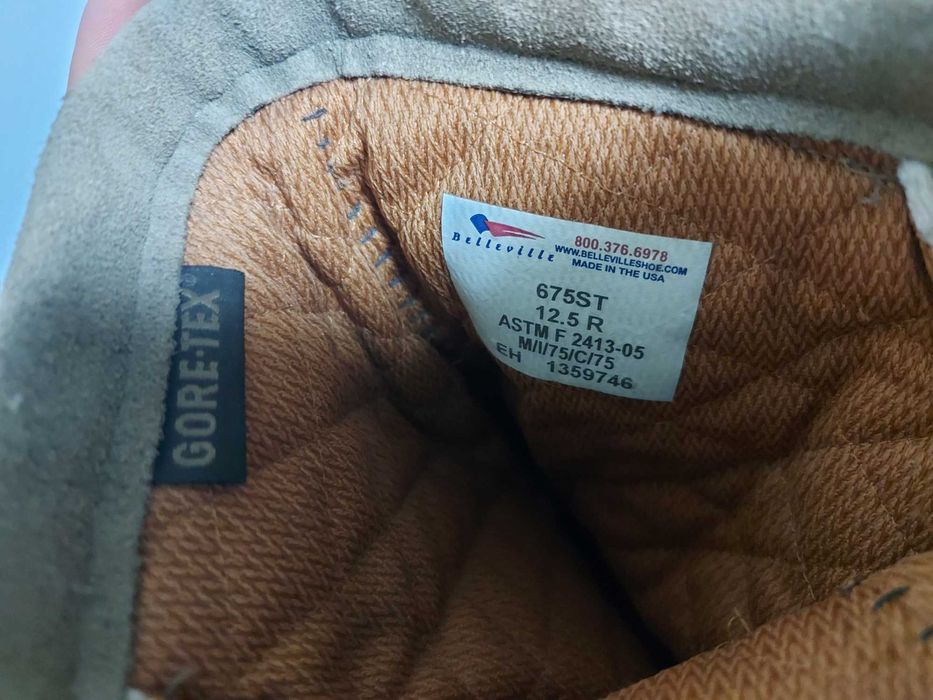 GORE-TEX®
Belleville
800.376.6978
WWW.BELLEVILLESHOE.COM
MADE IN THE USA
675ST
12.5 R
ASTM F 2413-05
M/I/75/C/75
EH 1359746